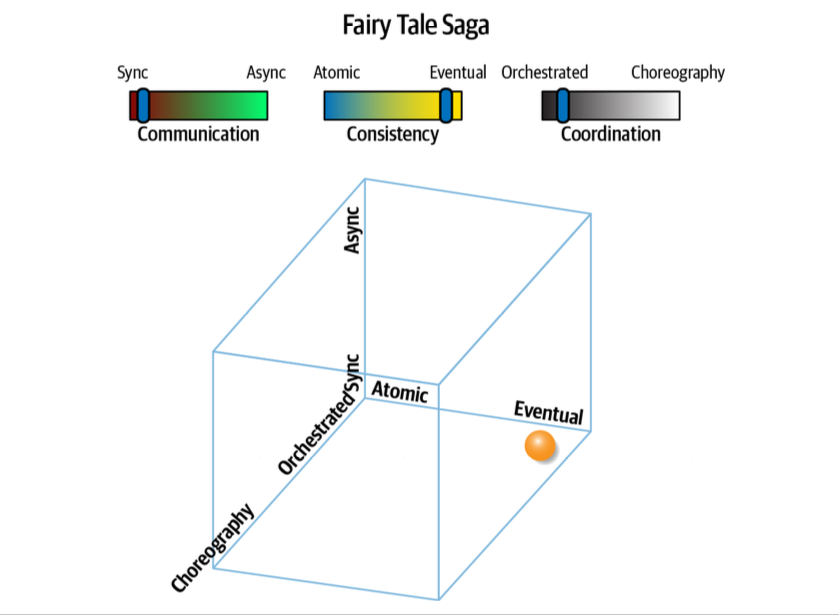 Fairy Tale Saga
Sync Async Atomic Eventual Orchestrated Choreography
Communication Consistency Coordination
Async
Sync
Atomic
Eventual
Orchestrated
Choreography